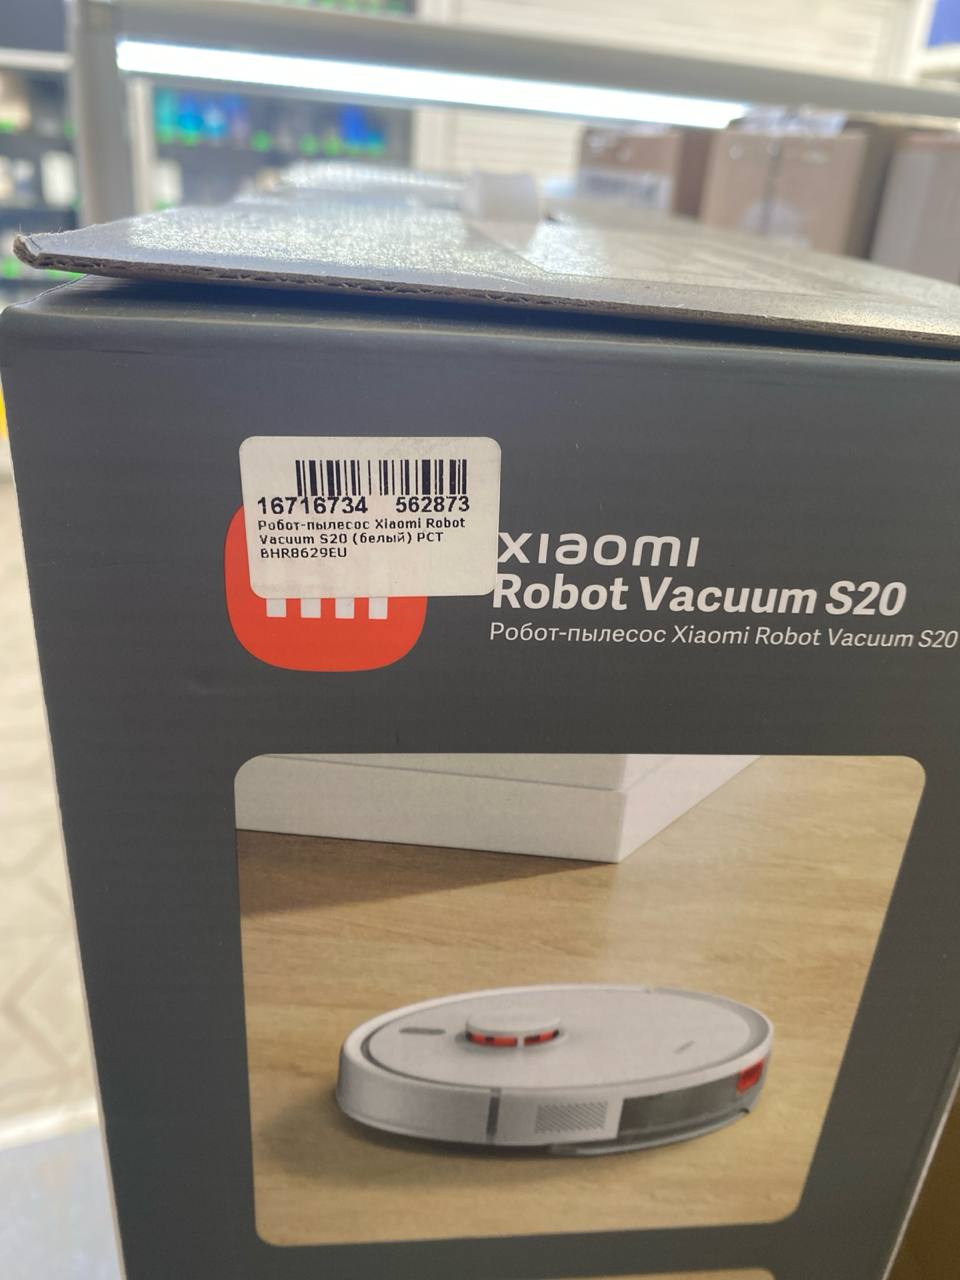 16716734 562873
Робот-пылесос Xiaomi Robot
Vacuum S20 (белый) РСТ
BHR8629EU
xiaomi
Robot Vacuum S20
Робот-пылесос Xiaomi Robot Vacuum S20